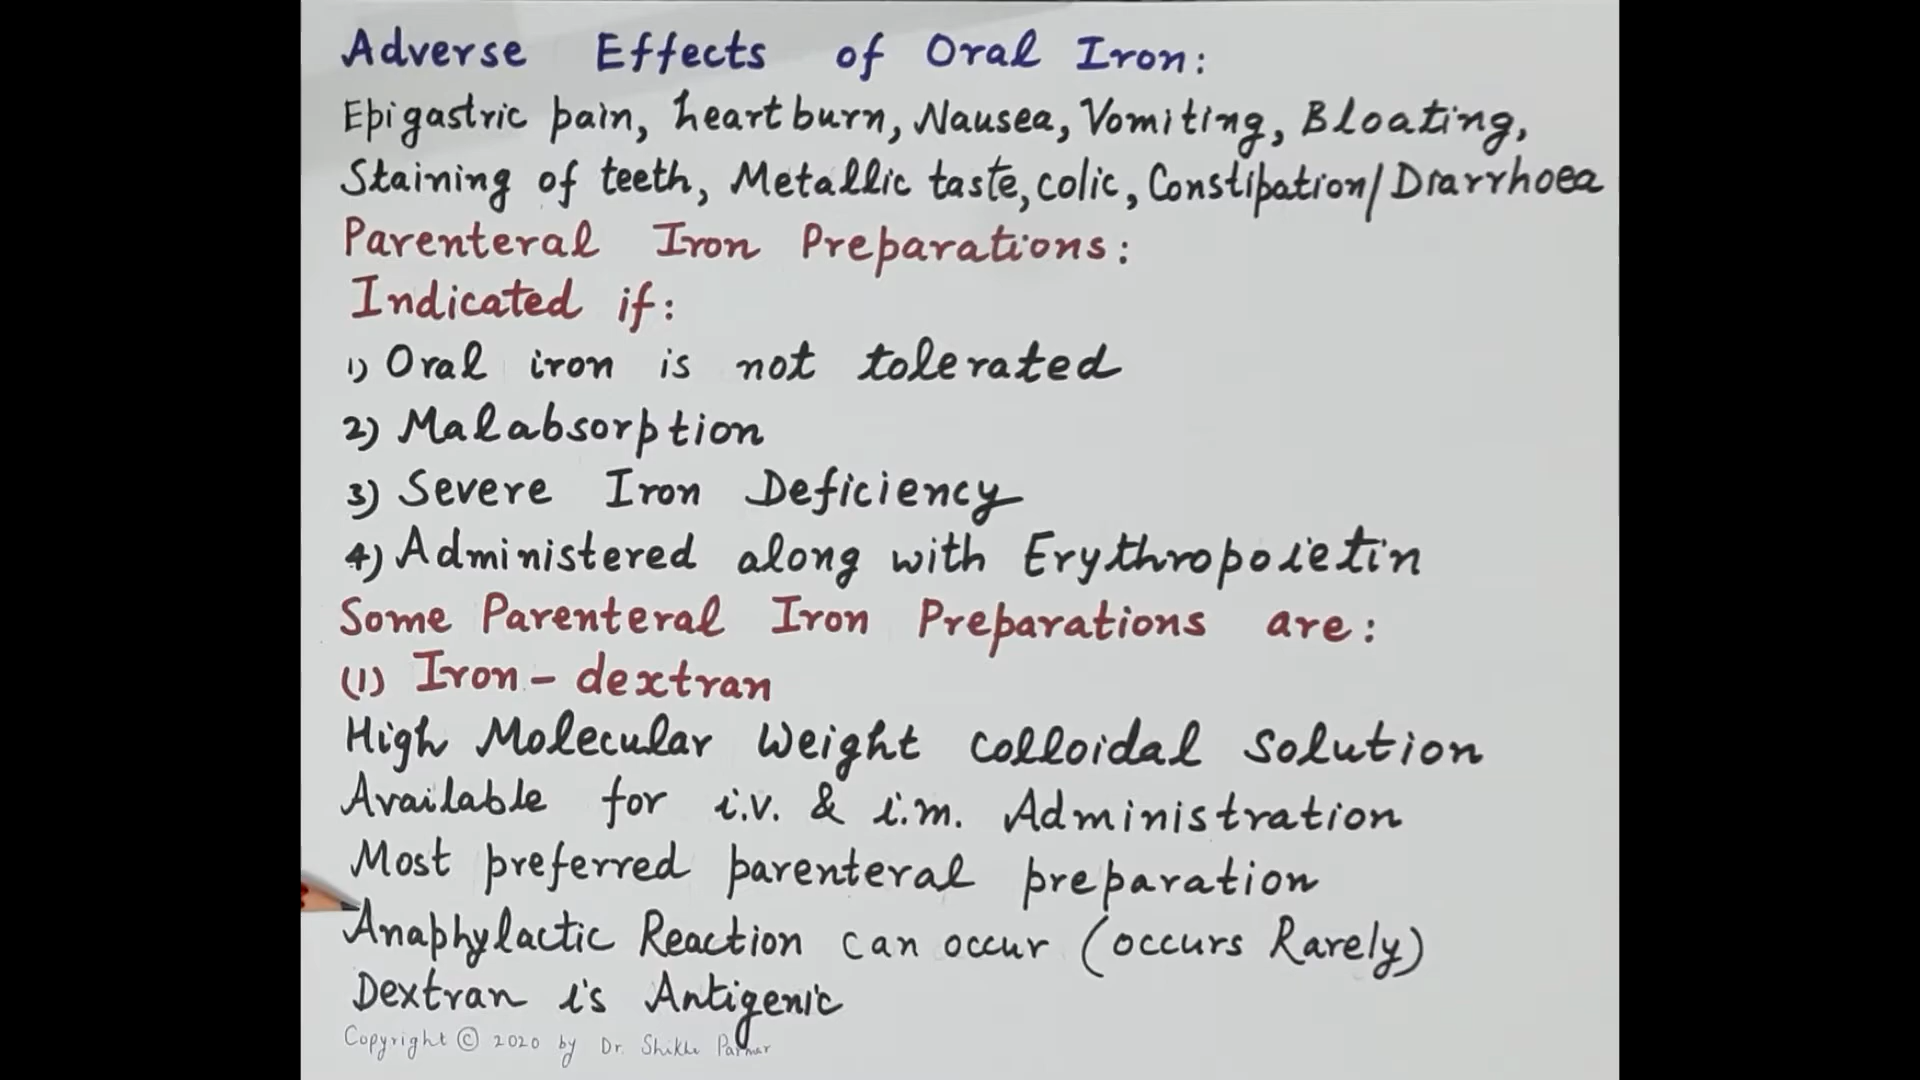 Adverse Effects of Oral Iron:
Epigastric pain, heart burn, Nausea, Vomiting, Bloating,
Staining of teeth, Metallic taste, colic, Constipation/Diarrhoea
Parenteral Iron Preparations:
Indicated if:
1) Oral iron is not tolerated
2) Malabsorption
3) Severe Iron Deficiency
4) Administered along with Erythropoietin
Some Parenteral Iron Preparations are:
(1) Iron-dextran
High Molecular Weight colloidal solution
Available for i.v. & i.m. Administration
Most preferred parenteral preparation
Anaphylactic Reaction can occur (occurs Rarely)
Dextran is Antigenic
Copyright © 2020 by Dr. Shikha Parmar